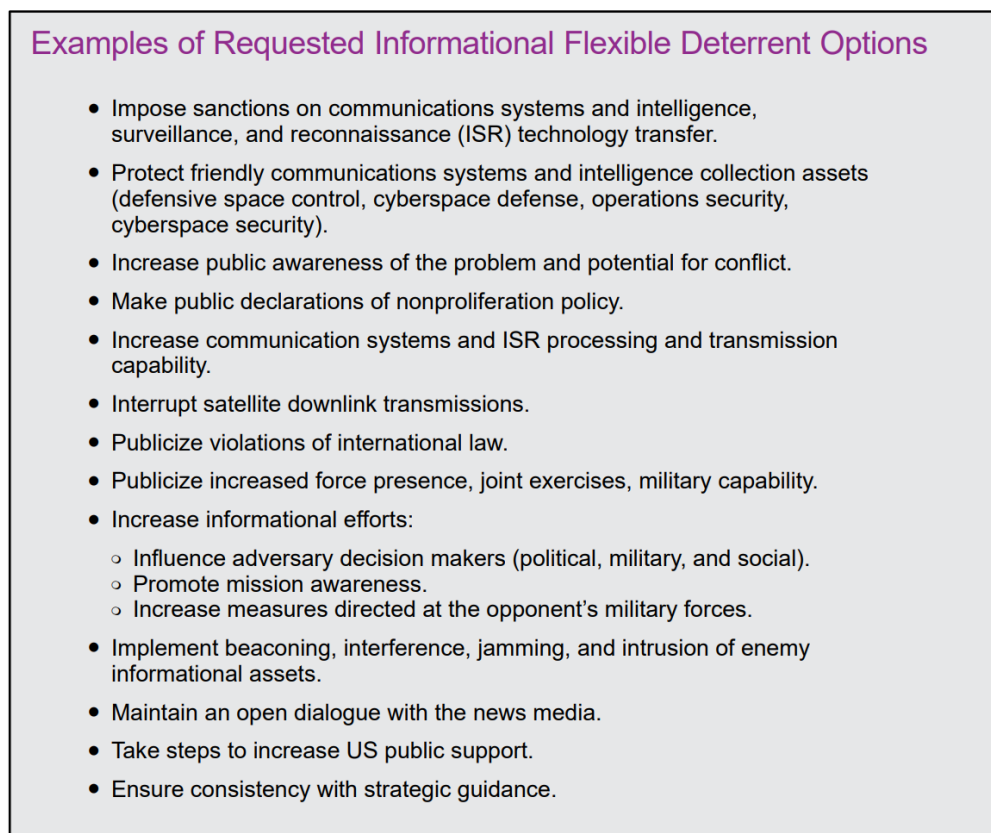 Examples of Requested Informational Flexible Deterrent Options
• Impose sanctions on communications systems and intelligence,
surveillance, and reconnaissance (ISR) technology transfer.
• Protect friendly communications systems and intelligence collection assets
(defensive space control, cyberspace defense, operations security,
cyberspace security).
• Increase public awareness of the problem and potential for conflict.
• Make public declarations of nonproliferation policy.
• Increase communication systems and ISR processing and transmission
capability.
• Interrupt satellite downlink transmissions.
• Publicize violations of international law.
• Publicize increased force presence, joint exercises, military capability.
• Increase informational efforts:
○ Influence adversary decision makers (political, military, and social).
○ Promote mission awareness.
○ Increase measures directed at the opponent’s military forces.
• Implement beaconing, interference, jamming, and intrusion of enemy
informational assets.
• Maintain an open dialogue with the news media.
• Take steps to increase US public support.
• Ensure consistency with strategic guidance.